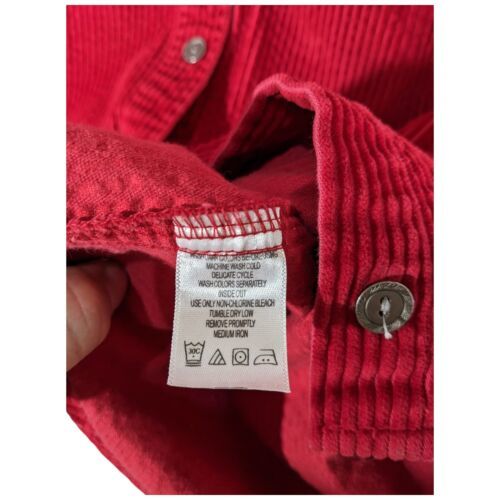 MACHINE WASH COLD
DELICATE CYCLE
WASH COLORS SEPARATELY
INSIDE OUT
USE ONLY NON-CHLORINE BLEACH
TUMBLE DRY LOW
REMOVE PROMPTLY
MEDIUM IRON
30C